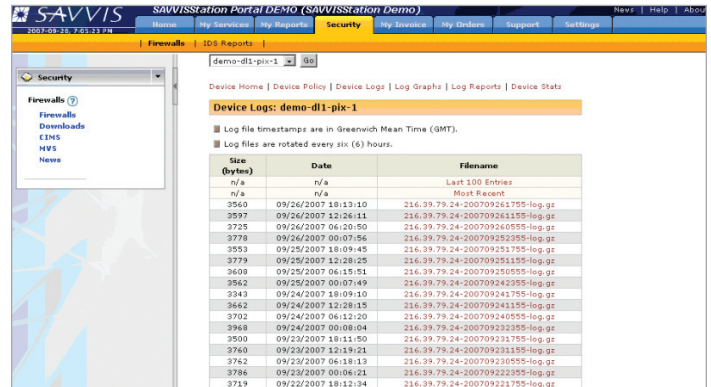 SAVVIS
SAVVISStation Portal DEMO (SAVVISStation Demo)
News | Help | Abou
2007-09-28, 7:05:23 PM
Home My Services My Reports Security My Invoice My Orders Support Settings
| Firewalls | IDS Reports |
demo-dl1-pix-1 Go
Security
Firewalls ?
Firewalls
Downloads
CIMS
MVS
News
Device Home | Device Policy | Device Logs | Log Graphs | Log Reports | Device Stats
Device Logs: demo-dl1-pix-1
Log file timestamps are in Greenwich Mean Time (GMT).
Log files are rotated every six (6) hours.
Size (bytes) Date Filename
n/a n/a Last 100 Entries
n/a n/a Most Recent
3560 09/26/2007 18:13:10 216.39.79.24-200709261755-log.gz
3597 09/26/2007 12:26:11 216.39.79.24-200709261155-log.gz
3725 09/26/2007 06:20:50 216.39.79.24-200709260555-log.gz
3778 09/26/2007 00:07:56 216.39.79.24-200709252355-log.gz
3553 09/25/2007 18:09:45 216.39.79.24-200709251755-log.gz
3779 09/25/2007 12:28:25 216.39.79.24-200709251155-log.gz
3608 09/25/2007 06:15:51 216.39.79.24-200709250555-log.gz
3562 09/25/2007 00:07:49 216.39.79.24-200709242355-log.gz
3343 09/24/2007 18:09:10 216.39.79.24-200709241755-log.gz
3662 09/24/2007 12:28:15 216.39.79.24-200709241155-log.gz
3702 09/24/2007 06:12:20 216.39.79.24-200709240555-log.gz
3968 09/24/2007 00:08:04 216.39.79.24-200709232355-log.gz
3500 09/23/2007 18:11:50 216.39.79.24-200709231755-log.gz
3760 09/23/2007 12:19:21 216.39.79.24-200709231155-log.gz
3762 09/23/2007 06:18:13 216.39.79.24-200709230555-log.gz
3786 09/23/2007 00:06:21 216.39.79.24-200709222355-log.gz
3719 09/22/2007 18:12:34 216.39.79.24-200709221755-log.gz